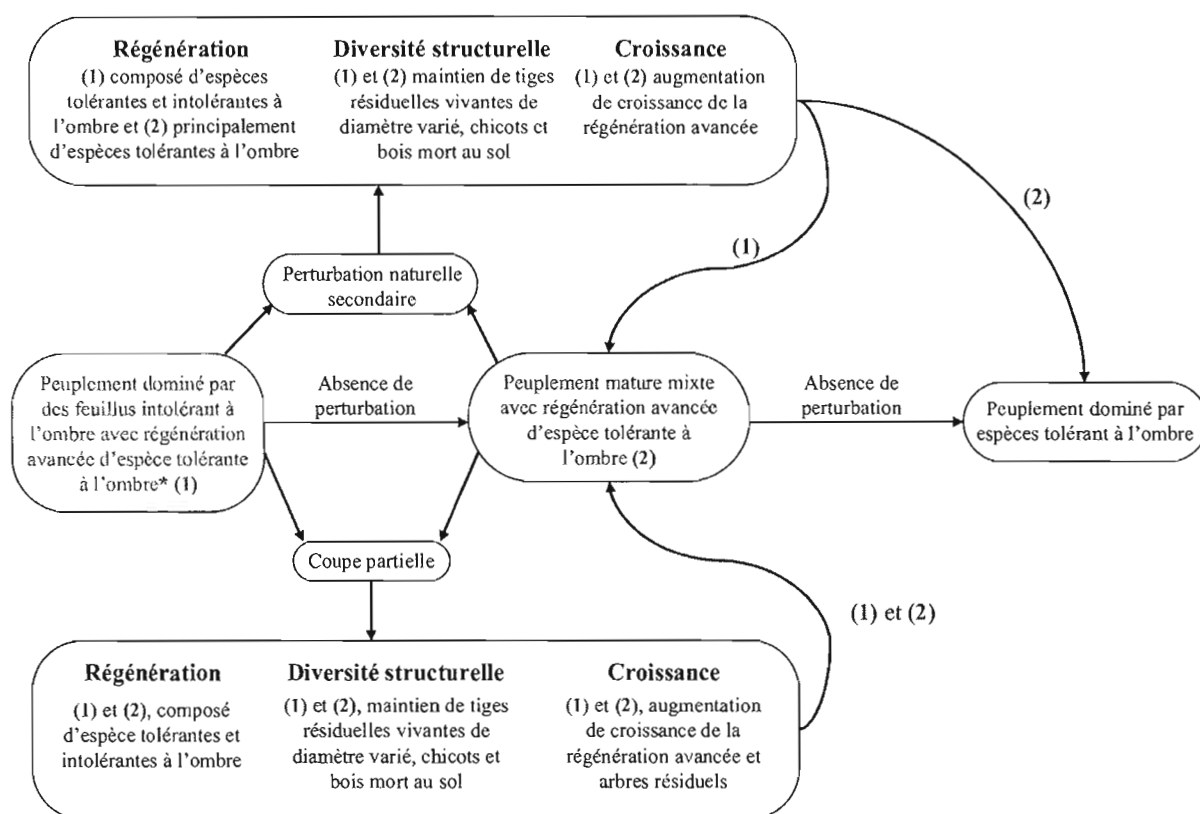 Régénération
(1) composé d'espèces
tolérantes et intolérantes à
l'ombre et (2) principalement
d'espèces tolérantes à l'ombre
Diversité structurelle
(1) et (2) maintien de tiges
résiduelles vivantes de
diamètre varié, chicots et
bois mort au sol
Croissance
(1) et (2) augmentation
de croissance de la
régénération avancée
(2)
(1)
Perturbation naturelle
secondaire
Peuplement dominé par
des feuillus intolérant à
l'ombre avec régénération
avancée d'espèce tolérante
à l'ombre* (1)
Absence de
perturbation
Peuplement mature mixte
avec régénération avancée
d'espèce tolérante à
l'ombre (2)
Absence de
perturbation
Peuplement dominé par
espèces tolérant à l'ombre
Coupe partielle
(1) et (2)
Régénération
(1) et (2), composé
d'espèce tolérantes et
intolérantes à l'ombre
Diversité structurelle
(1) et (2), maintien de tiges
résiduelles vivantes de
diamètre varié, chicots et
bois mort au sol
Croissance
(1) et (2), augmentation
de croissance de la
régénération avancée et
arbres résiduels